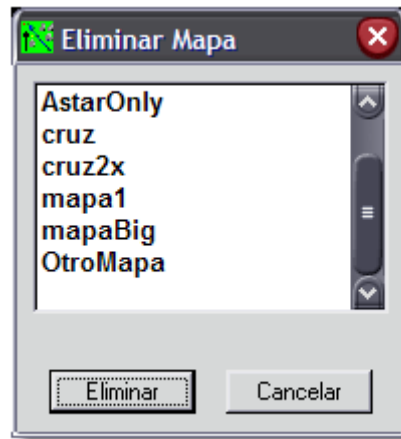 Eliminar Mapa
AstarOnly
cruz
cruz2x
mapa1
mapaBig
OtroMapa
Eliminar Cancelar